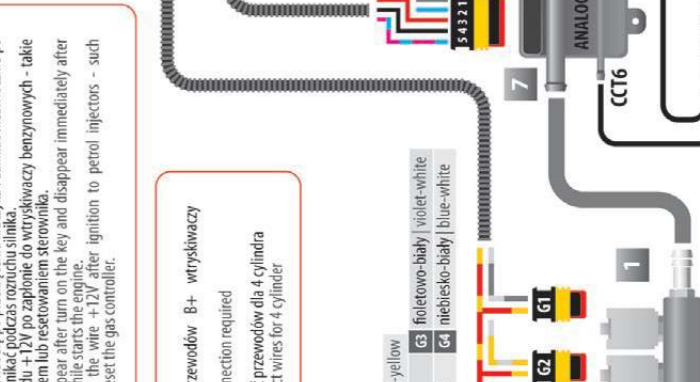 nikać podczas rozruchu silnika.
du +12V po zapłonie do wtryskiwaczy benzynowych - takie
em lub resetowaniem sterownika.
pear after turn on the key and disappear immediately after
hile starts the engine.
the wire +12V after ignition to petrol injectors - such
eset the gas controller.
rzewodów B+ wtryskiwaczy
nection required
przewodów dla 4 cylindra
ct wires for 4 cylinder
-yellow
G3 fioletowo-biały | violet-white
G4 niebiesko-biały | blue-white
5 4 3 2 1
ANALOG
7
CCT6
1
G1
G2